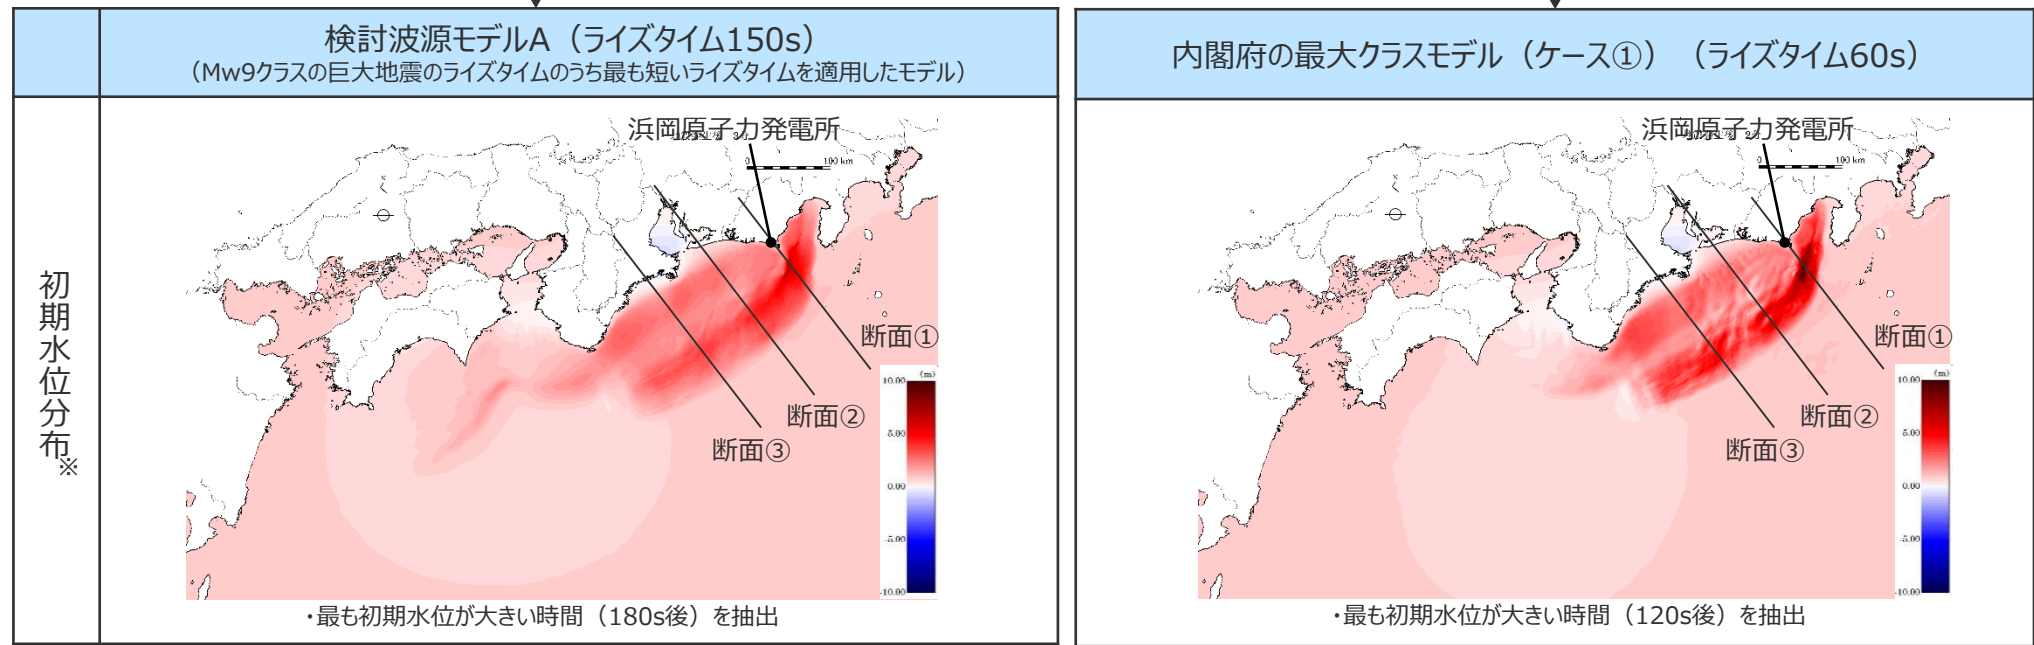 検討波源モデルA（ライズタイム150s）
（Mw9クラスの巨大地震のライズタイムのうち最も短いライズタイムを適用したモデル）
初期水位分布※
浜岡原子力発電所
N
0 100 km
断面①
断面②
断面③
(m)
10.00
5.00
0.00
-5.00
-10.00
・最も初期水位が大きい時間（180s後）を抽出
内閣府の最大クラスモデル（ケース①）（ライズタイム60s）
浜岡原子力発電所
N
0 100 km
断面①
断面②
断面③
(m)
10.00
5.00
0.00
-5.00
-10.00
・最も初期水位が大きい時間（120s後）を抽出